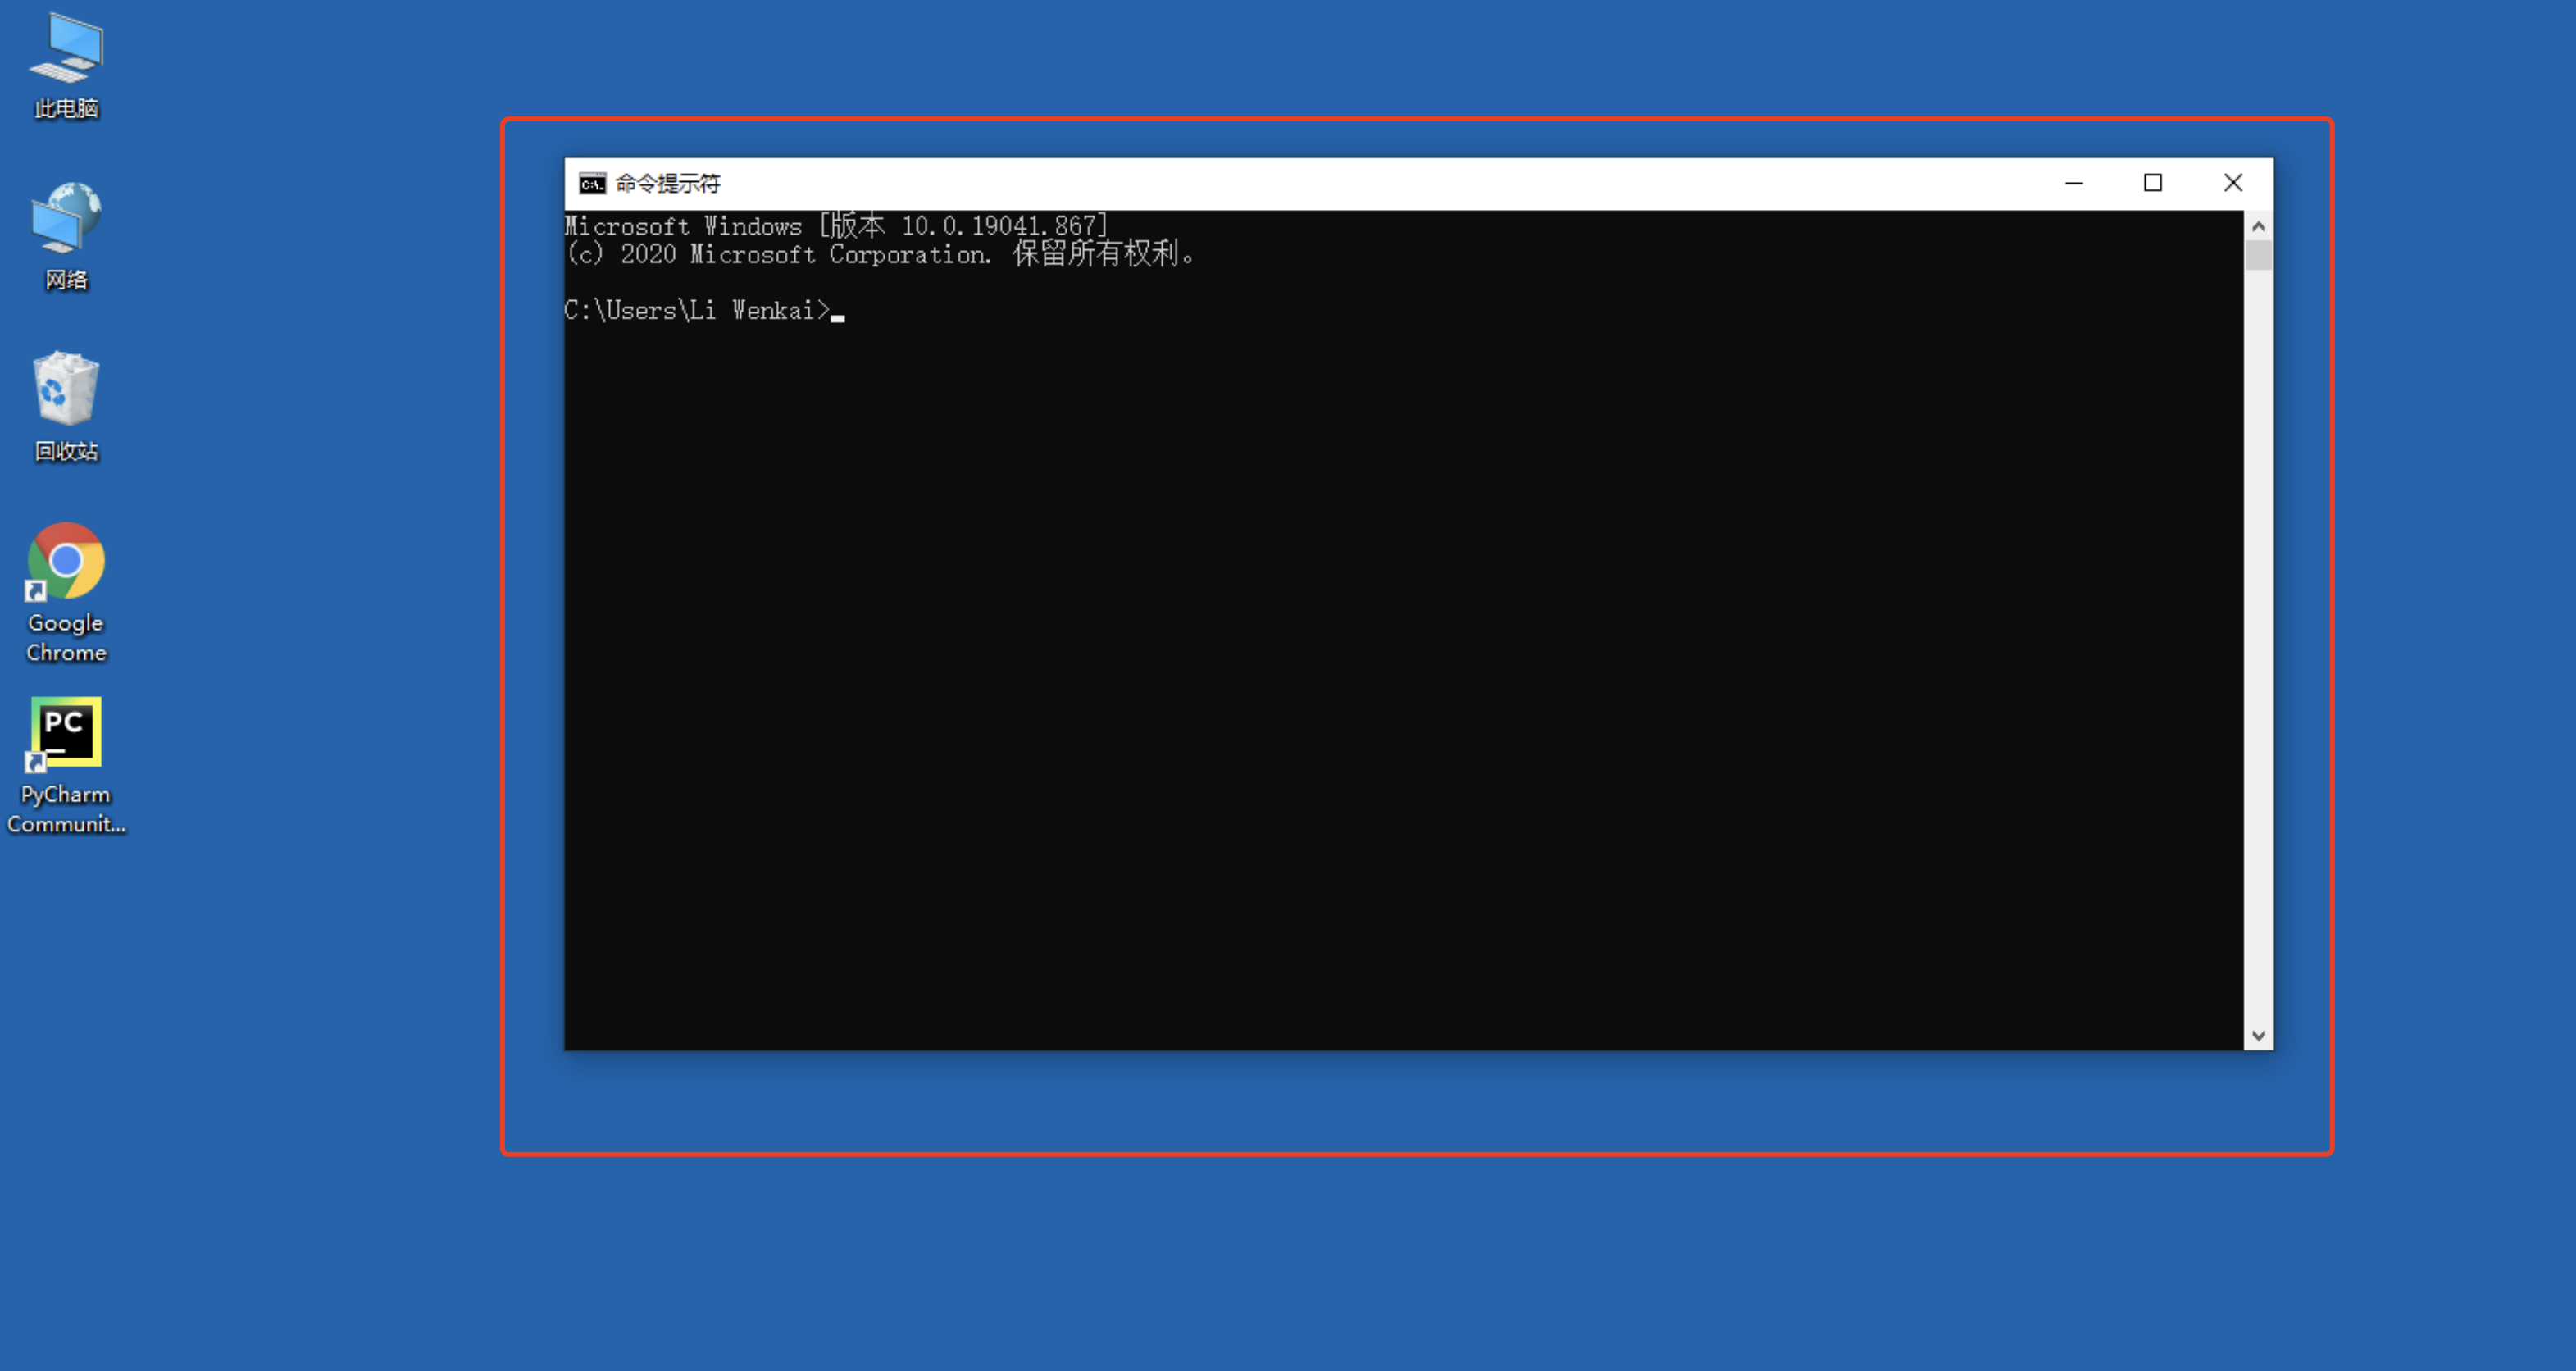 此电脑
网络
回收站
Google
Chrome
PC
PyCharm
Communit...
C:\.
命令提示符
Microsoft Windows [版本 10.0.19041.867]
(c) 2020 Microsoft Corporation. 保留所有权利。
C:\Users\Li Wenkai>